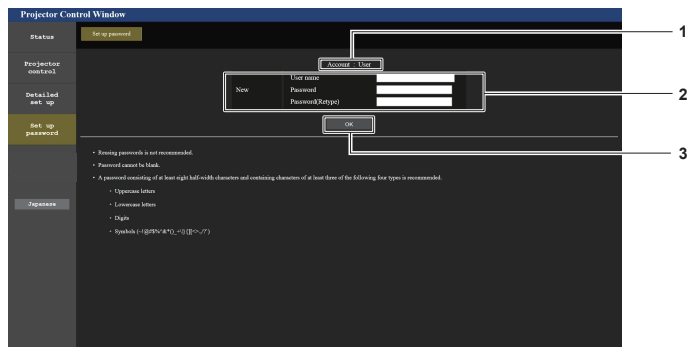 Projector Control Window
Status
Set up password
1
Projector
control
Account : User
User name
New
Password
2
Password(Retype)
Detailed
set up
Set up
password
OK
3
• Reusing passwords is not recommended.
• Password cannot be blank.
• A password consisting of at least eight half-width characters and containing characters of at least three of the following four types is recommended.
• Uppercase letters
Japanese
• Lowercase letters
• Digits
• Symbols